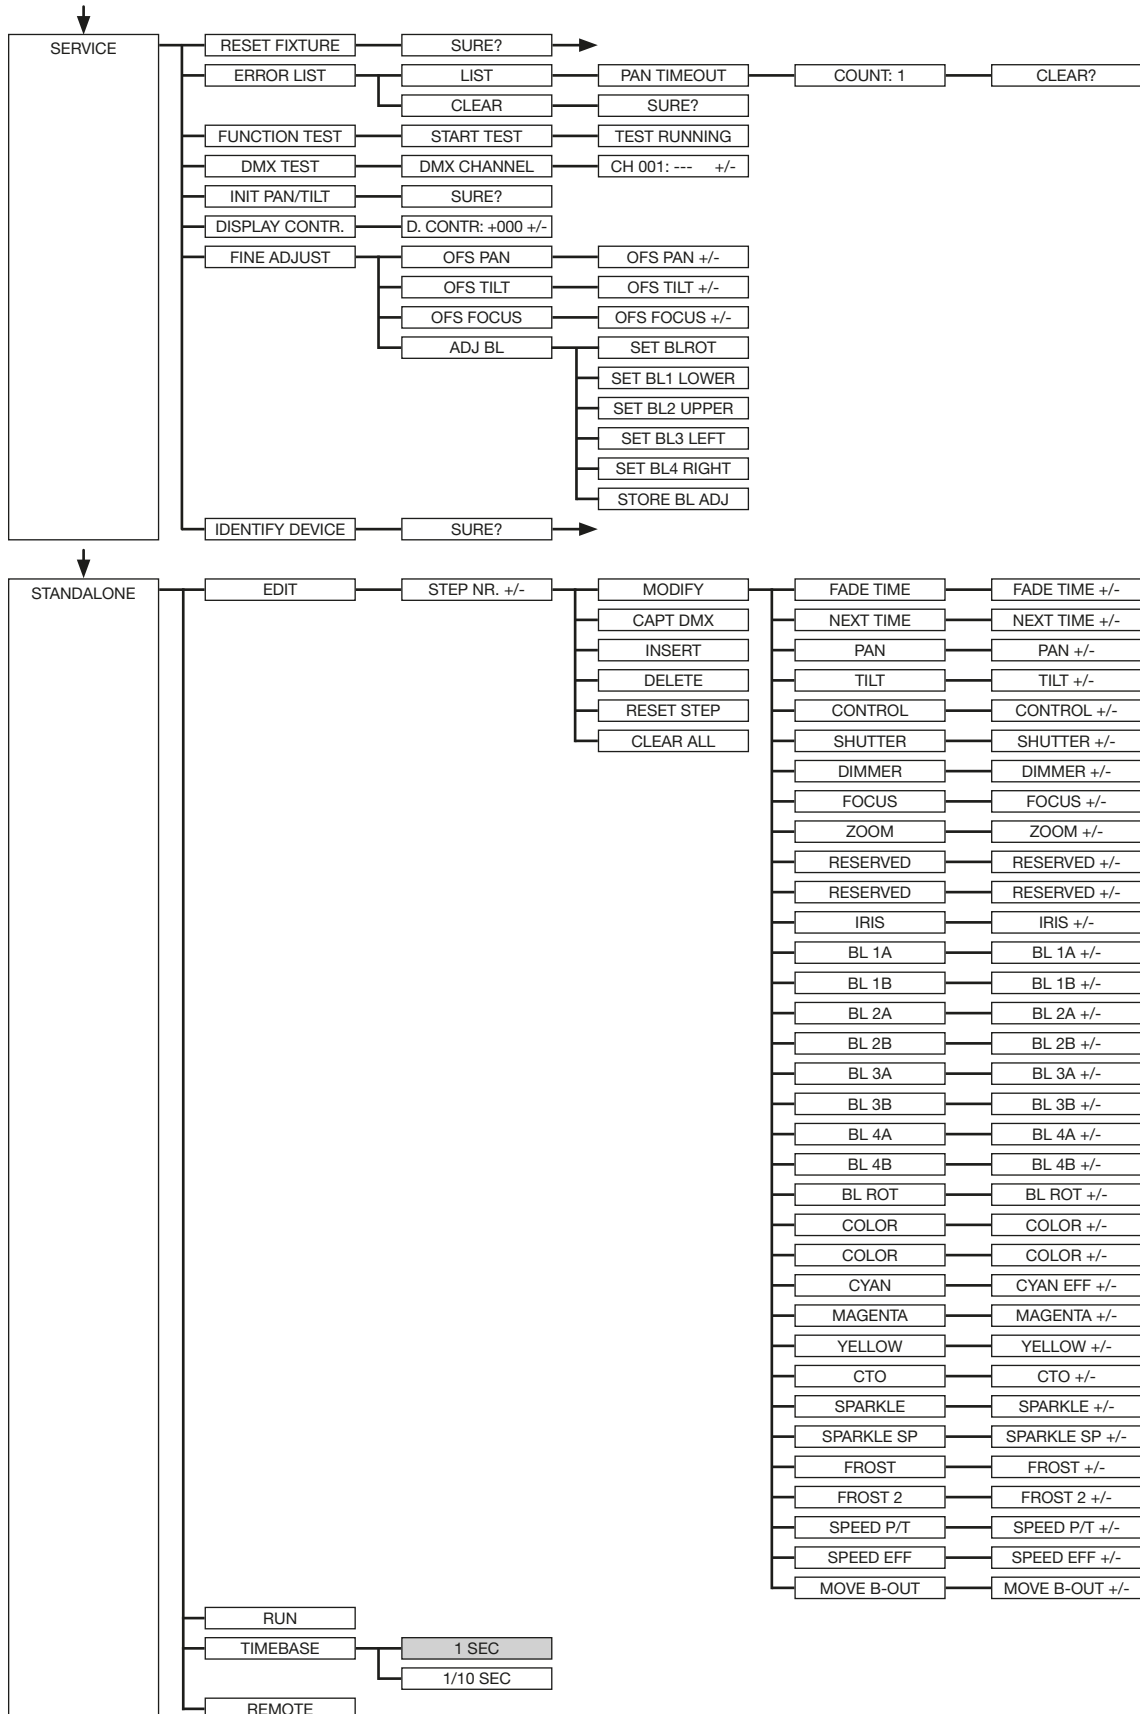 SERVICE RESET FIXTURE SURE?
ERROR LIST LIST PAN TIMEOUT COUNT: 1 CLEAR?
CLEAR SURE?
FUNCTION TEST START TEST TEST RUNNING
DMX TEST DMX CHANNEL CH 001: --- +/-
INIT PAN/TILT SURE?
DISPLAY CONTR. D. CONTR: +000 +/-
FINE ADJUST OFS PAN OFS PAN +/-
OFS TILT OFS TILT +/-
OFS FOCUS OFS FOCUS +/-
ADJ BL SET BLROT
SET BL1 LOWER
SET BL2 UPPER
SET BL3 LEFT
SET BL4 RIGHT
STORE BL ADJ
IDENTIFY DEVICE SURE?
STANDALONE EDIT STEP NR. +/- MODIFY FADE TIME FADE TIME +/-
CAPT DMX NEXT TIME NEXT TIME +/-
INSERT PAN PAN +/-
DELETE TILT TILT +/-
RESET STEP CONTROL CONTROL +/-
CLEAR ALL SHUTTER SHUTTER +/-
DIMMER DIMMER +/-
FOCUS FOCUS +/-
ZOOM ZOOM +/-
RESERVED RESERVED +/-
RESERVED RESERVED +/-
IRIS IRIS +/-
BL 1A BL 1A +/-
BL 1B BL 1B +/-
BL 2A BL 2A +/-
BL 2B BL 2B +/-
BL 3A BL 3A +/-
BL 3B BL 3B +/-
BL 4A BL 4A +/-
BL 4B BL 4B +/-
BL ROT BL ROT +/-
COLOR COLOR +/-
COLOR COLOR +/-
CYAN CYAN EFF +/-
MAGENTA MAGENTA +/-
YELLOW YELLOW +/-
CTO CTO +/-
SPARKLE SPARKLE +/-
SPARKLE SP SPARKLE SP +/-
FROST FROST +/-
FROST 2 FROST 2 +/-
SPEED P/T SPEED P/T +/-
SPEED EFF SPEED EFF +/-
MOVE B-OUT MOVE B-OUT +/-
RUN
TIMEBASE 1 SEC
1/10 SEC
REMOTE